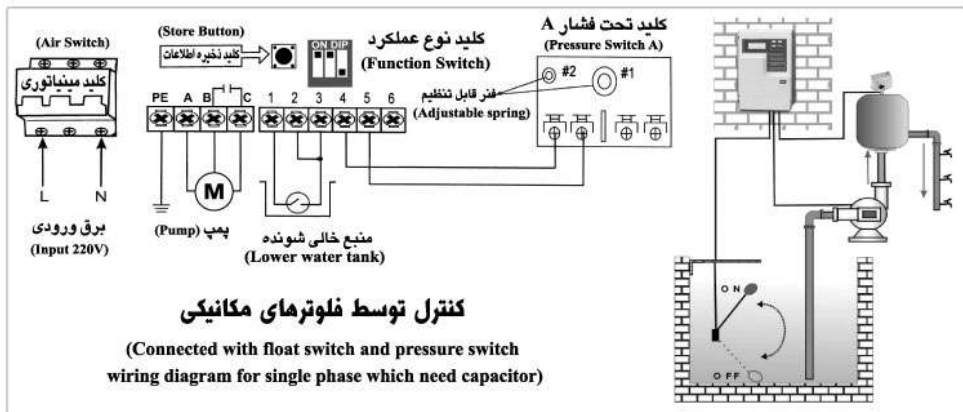 (Air Switch)
کلید مینیاتوری
L N
برق ورودی
(Input 220V)
(Store Button)
کلید ذخیره اطلاعات
ON DIP
کلید نوع عملکرد
(Function Switch)
کلید تحت فشار A
(Pressure Switch A)
#2 #1
فنر قابل تنظیم
(Adjustable spring)
PE A B C 1 2 3 4 5 6
M
(Pump) پمپ
منبع خالی شونده
(Lower water tank)
ON
OFF
کنترل توسط فلوترهای مکانیکی
(Connected with float switch and pressure switch
wiring diagram for single phase which need capacitor)